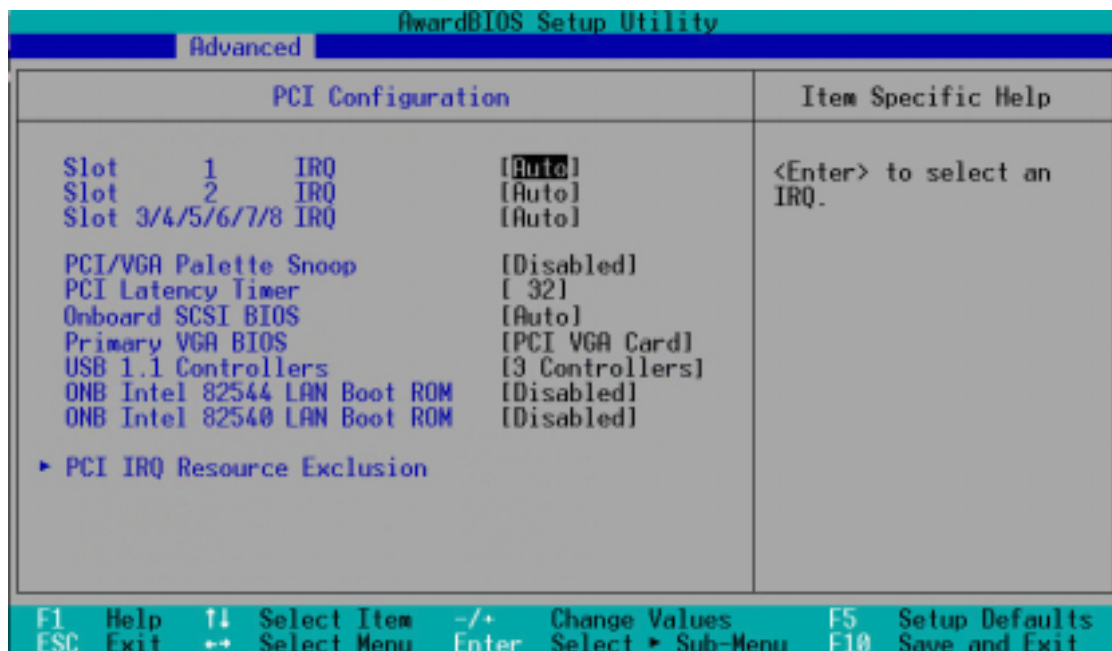 AwardBIOS Setup Utility
Advanced
PCI Configuration
Item Specific Help
Slot 1 IRQ [Auto]
Slot 2 IRQ [Auto]
Slot 3/4/5/6/7/8 IRQ [Auto]
<Enter> to select an
IRQ.
PCI/VGA Palette Snoop [Disabled]
PCI Latency Timer [ 32]
Onboard SCSI BIOS [Auto]
Primary VGA BIOS [PCI VGA Card]
USB 1.1 Controllers [3 Controllers]
ONB Intel 82544 LAN Boot ROM [Disabled]
ONB Intel 82540 LAN Boot ROM [Disabled]
▶ PCI IRQ Resource Exclusion
F1 Help ↑↓ Select Item -/+ Change Values F5 Setup Defaults
ESC Exit ←→ Select Menu Enter Select ▶ Sub-Menu F10 Save and Exit